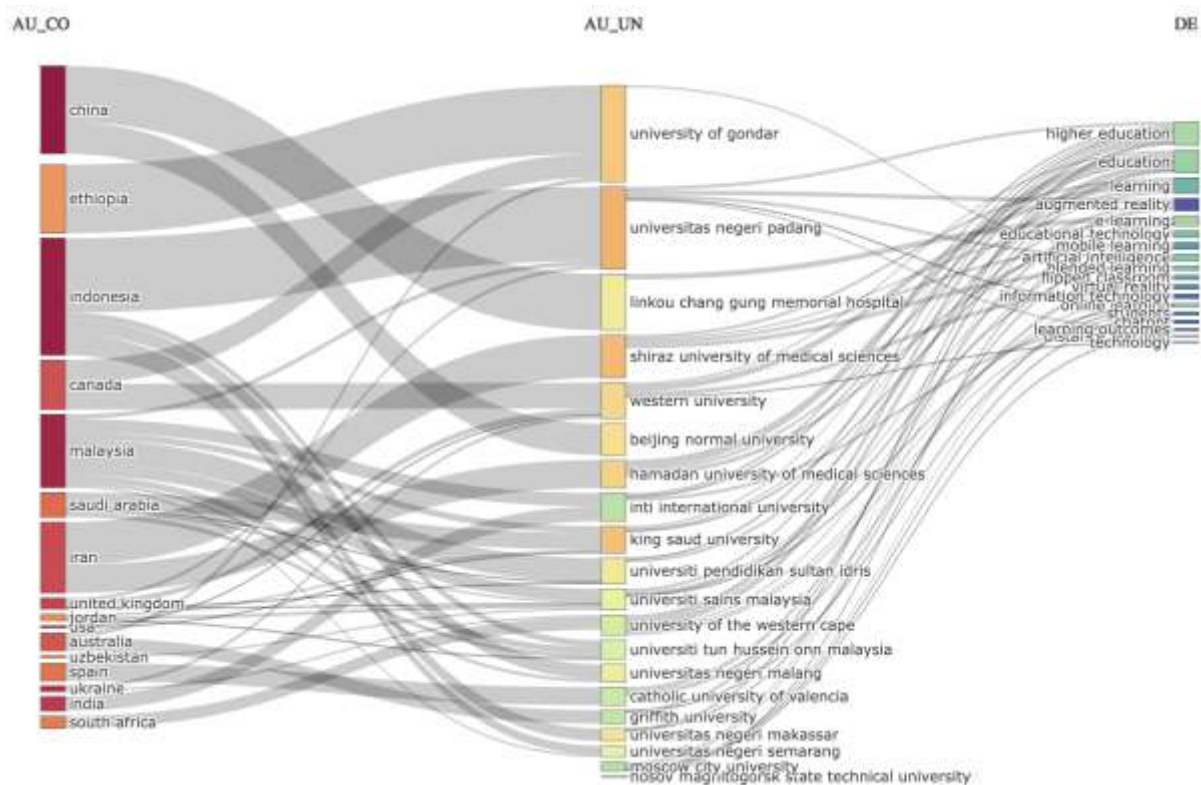 AU_CO
AU_UN
DE
china
ethiopia
indonesia
canada
malaysia
saudi arabia
iran
united kingdom
jordan
usa
australia
uzbekistan
spain
ukraine
india
south africa
university of gondar
universitas negeri padang
linkou chang gung memorial hospital
shiraz university of medical sciences
western university
beijing normal university
hamadan university of medical sciences
inti international university
king saud university
universiti pendidikan sultan idris
universiti sains malaysia
university of the western cape
universiti tun hussein onn malaysia
universitas negeri malang
catholic university of valencia
griffith university
universitas negeri makassar
universitas negeri semarang
moscow city university
nosov magnitogorsk state technical university
higher education
education
learning
augmented reality
e-learning
educational technology
mobile learning
artificial intelligence
blended learning
flipped classroom
virtual reality
information technology
online learning
students
chatgpt
learning outcomes
technology